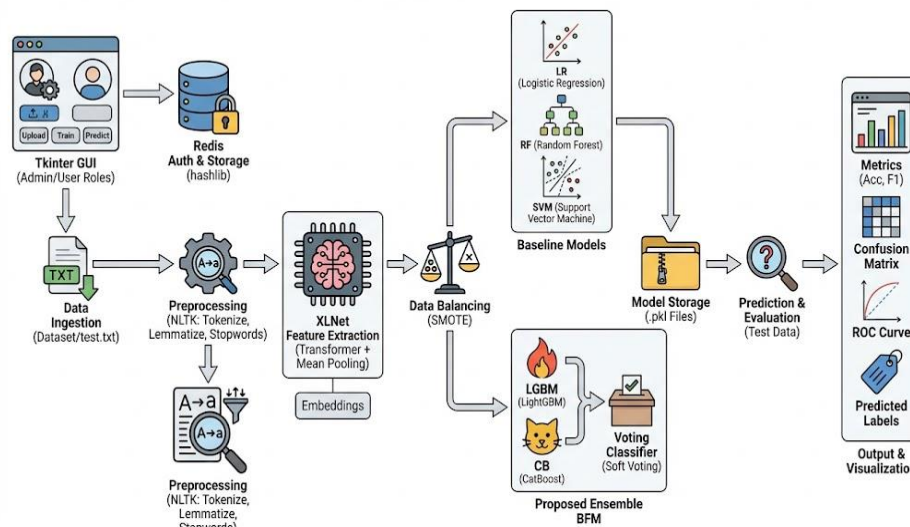 Upload
Train
Predict
Tkinter GUI
(Admin/User Roles)
Redis
Auth & Storage
(hashlib)
TXT
Data
Ingestion
(Dataset/test.txt)
A→a
Preprocessing
(NLTK: Tokenize,
Lemmatize, Stopwords)
A→a
A→a
Preprocessing
(NLTK: Tokenize,
Lemmatize,
Stopwords)
XLNet
Feature Extraction
(Transformer +
Mean Pooling)
Embeddings
Data Balancing
(SMOTE)
LR
(Logistic Regression)
RF (Random Forest)
SVM (Support
Vector Machine)
Baseline Models
LGBM
(LightGBM)
CB
(CatBoost)
Voting
Classifier
(Soft Voting)
Proposed Ensemble
BFM
Model Storage
(.pkl Files)
?
Prediction &
Evaluation
(Test Data)
Metrics
(Acc, F1)
Confusion
Matrix
ROC Curve
Predicted
Labels
Output &
Visualization